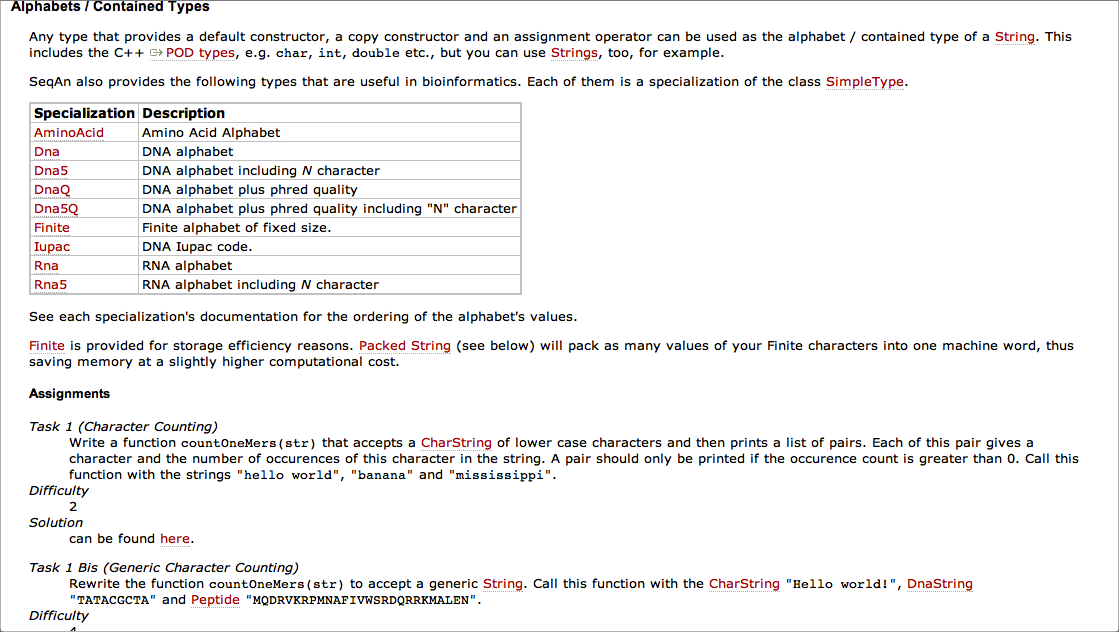 Alphabets / Contained Types
Any type that provides a default constructor, a copy constructor and an assignment operator can be used as the alphabet / contained type of a String. This
includes the C++ POD types, e.g. char, int, double etc., but you can use Strings, too, for example.
SeqAn also provides the following types that are useful in bioinformatics. Each of them is a specialization of the class SimpleType.
Specialization Description
AminoAcid Amino Acid Alphabet
Dna DNA alphabet
Dna5 DNA alphabet including N character
DnaQ DNA alphabet plus phred quality
Dna5Q DNA alphabet plus phred quality including "N" character
Finite Finite alphabet of fixed size.
Iupac DNA Iupac code.
Rna RNA alphabet
Rna5 RNA alphabet including N character
See each specialization's documentation for the ordering of the alphabet's values.
Finite is provided for storage efficiency reasons. Packed String (see below) will pack as many values of your Finite characters into one machine word, thus
saving memory at a slightly higher computational cost.
Assignments
Task 1 (Character Counting)
Write a function countOneMers(str) that accepts a CharString of lower case characters and then prints a list of pairs. Each of this pair gives a
character and the number of occurences of this character in the string. A pair should only be printed if the occurence count is greater than 0. Call this
function with the strings "hello world", "banana" and "mississippi".
Difficulty
2
Solution
can be found here.
Task 1 Bis (Generic Character Counting)
Rewrite the function countOneMers(str) to accept a generic String. Call this function with the CharString "Hello world!", DnaString
"TATACGCTA" and Peptide "MQDRVKRPMNAFIVWSRDQRRKMALEN".
Difficulty